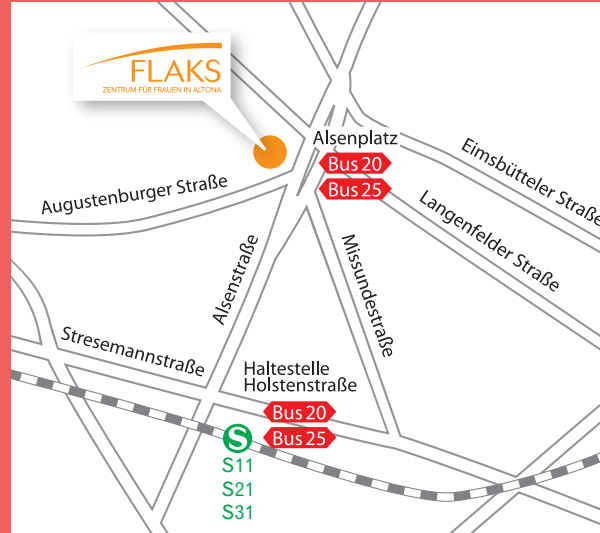 FLAKS
ZENTRUM FÜR FRAUEN IN ALTONA
Alsenplatz
Bus 20
Bus 25
Eimsbütteler Straße
Augustenburger Straße
Langenfelder Straße
Alsenstraße
Missundestraße
Stresemannstraße
Haltestelle
Holstenstraße
Bus 20
Bus 25
S
S11
S21
S31